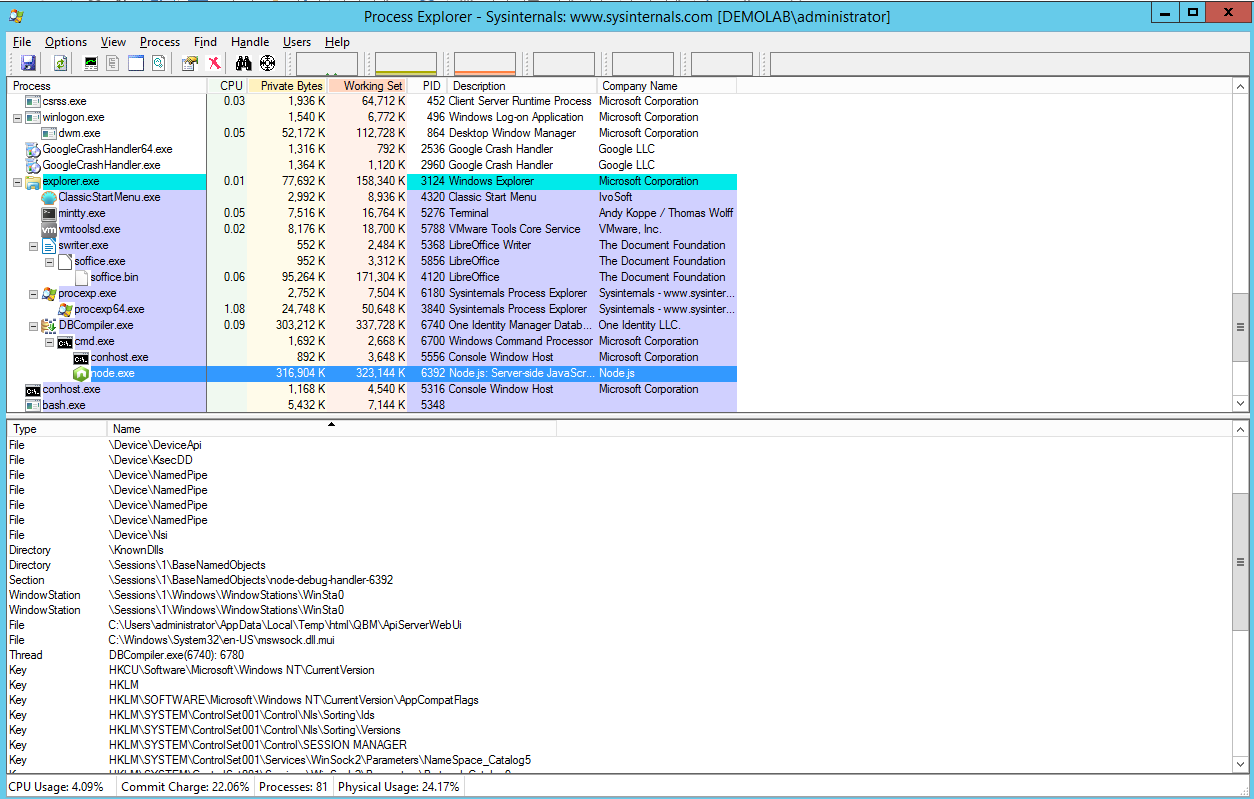 Process Explorer - Sysinternals: www.sysinternals.com [DEMOLAB\administrator]
File Options View Process Find Handle Users Help
Process CPU Private Bytes Working Set PID Description Company Name
csrss.exe 0.03 1,936 K 64,712 K 452 Client Server Runtime Process Microsoft Corporation
winlogon.exe 1,540 K 6,772 K 496 Windows Log-on Application Microsoft Corporation
dwm.exe 0.05 52,172 K 112,728 K 864 Desktop Window Manager Microsoft Corporation
GoogleCrashHandler64.exe 1,316 K 792 K 2536 Google Crash Handler Google LLC
GoogleCrashHandler.exe 1,364 K 1,120 K 2960 Google Crash Handler Google LLC
explorer.exe 0.01 77,692 K 158,340 K 3124 Windows Explorer Microsoft Corporation
ClassicStartMenu.exe 2,992 K 8,936 K 4320 Classic Start Menu IvoSoft
mintty.exe 0.05 7,516 K 16,764 K 5276 Terminal Andy Koppe / Thomas Wolff
vm vmtoolsd.exe 0.02 8,176 K 18,700 K 5788 VMware Tools Core Service VMware, Inc.
swriter.exe 552 K 2,484 K 5368 LibreOffice Writer The Document Foundation
soffice.exe 952 K 3,312 K 5856 LibreOffice The Document Foundation
soffice.bin 0.06 95,264 K 171,304 K 4120 LibreOffice The Document Foundation
procexp.exe 2,752 K 7,504 K 6180 Sysinternals Process Explorer Sysinternals - www.sysinter...
procexp64.exe 1.08 24,748 K 50,648 K 3840 Sysinternals Process Explorer Sysinternals - www.sysinter...
DBCompiler.exe 0.09 303,212 K 337,728 K 6740 One Identity Manager Datab... One Identity LLC.
cmd.exe 1,692 K 2,668 K 6700 Windows Command Processor Microsoft Corporation
conhost.exe 892 K 3,648 K 5556 Console Window Host Microsoft Corporation
node.exe 316,904 K 323,144 K 6392 Node.js: Server-side JavaScr... Node.js
conhost.exe 1,168 K 4,540 K 5316 Console Window Host Microsoft Corporation
bash.exe 5,432 K 7,144 K 5348
Type Name
File \Device\DeviceApi
File \Device\KsecDD
File \Device\NamedPipe
File \Device\NamedPipe
File \Device\NamedPipe
File \Device\NamedPipe
File \Device\Nsi
Directory \KnownDlls
Directory \Sessions\1\BaseNamedObjects
Section \Sessions\1\BaseNamedObjects\node-debug-handler-6392
WindowStation \Sessions\1\Windows\WindowStations\WinSta0
WindowStation \Sessions\1\Windows\WindowStations\WinSta0
File C:\Users\administrator\AppData\Local\Temp\html\QBM\ApiServerWebUi
File C:\Windows\System32\en-US\mswsock.dll.mui
Thread DBCompiler.exe(6740): 6780
Key HKCU\Software\Microsoft\Windows NT\CurrentVersion
Key HKLM
Key HKLM\SOFTWARE\Microsoft\Windows NT\CurrentVersion\AppCompatFlags
Key HKLM\SYSTEM\ControlSet001\Control\Nls\Sorting\Ids
Key HKLM\SYSTEM\ControlSet001\Control\Nls\Sorting\Versions
Key HKLM\SYSTEM\ControlSet001\Control\SESSION MANAGER
Key HKLM\SYSTEM\ControlSet001\Services\WinSock2\Parameters\NameSpace_Catalog5
CPU Usage: 4.09% Commit Charge: 22.06% Processes: 81 Physical Usage: 24.17%